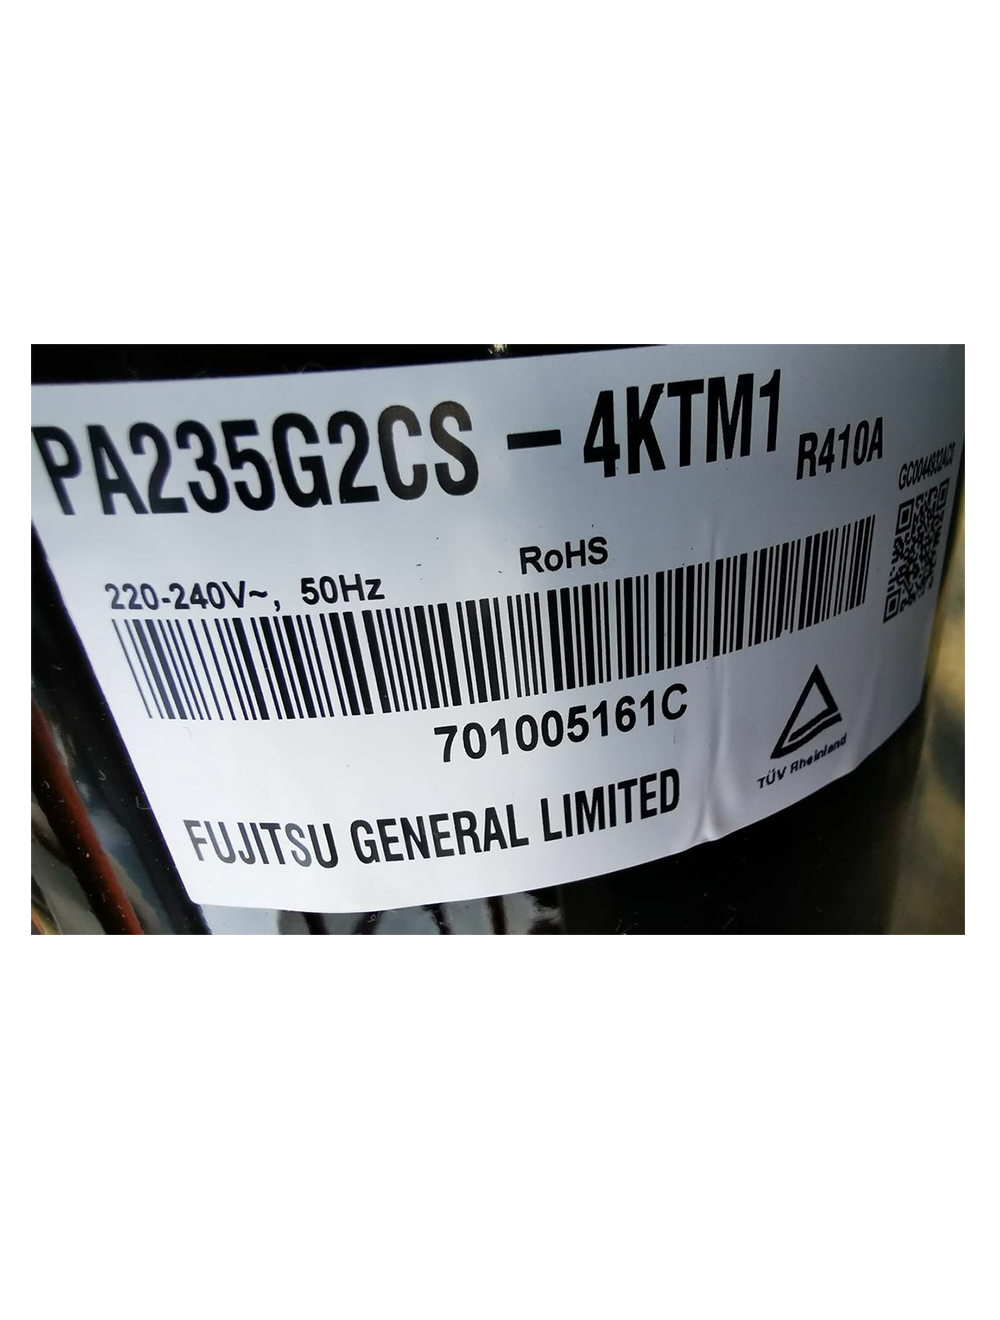 PA235G2CS - 4KTM1 R410A
220-240V~, 50Hz RoHS
701005161C
TÜV Rheinland
FUJITSU GENERAL LIMITED